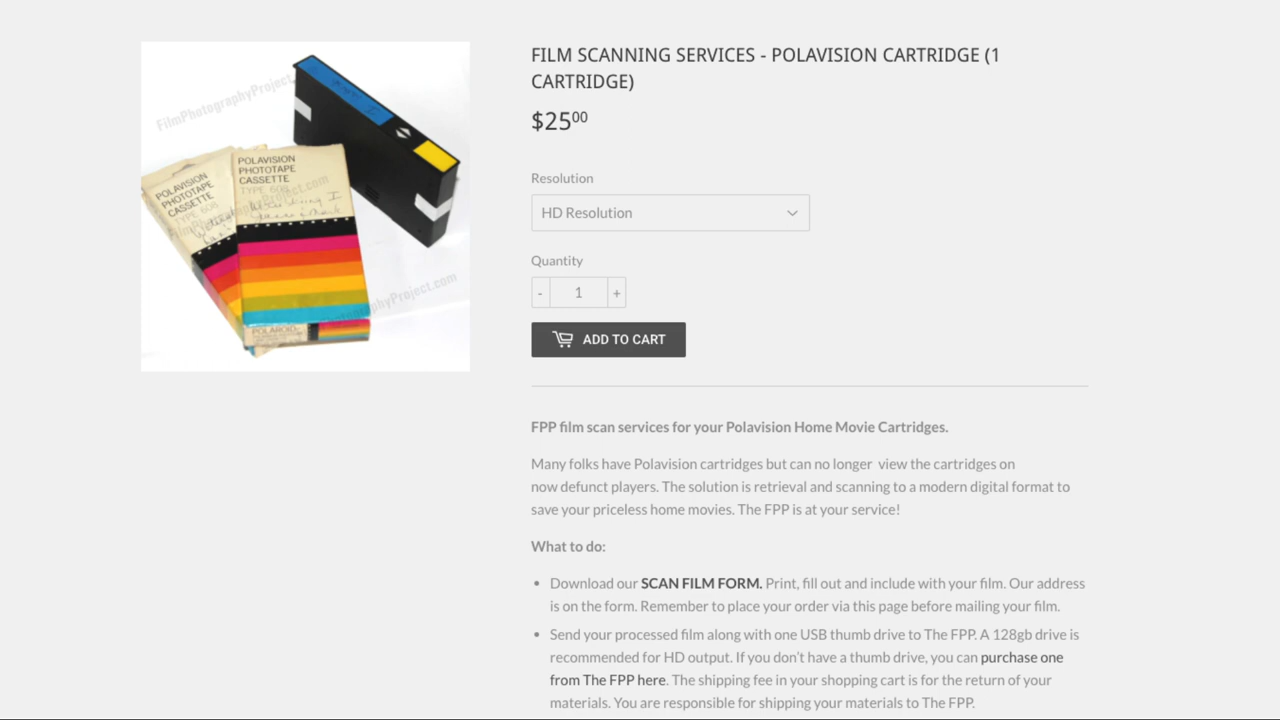 FILM SCANNING SERVICES - POLAVISION CARTRIDGE (1
CARTRIDGE)
$2500
Resolution
HD Resolution
Quantity
- 1 +
ADD TO CART
FPP film scan services for your Polavision Home Movie Cartridges.
Many folks have Polavision cartridges but can no longer view the cartridges on
now defunct players. The solution is retrieval and scanning to a modern digital format to
save your priceless home movies. The FPP is at your service!
What to do:
• Download our SCAN FILM FORM. Print, fill out and include with your film. Our address
is on the form. Remember to place your order via this page before mailing your film.
• Send your processed film along with one USB thumb drive to The FPP. A 128gb drive is
recommended for HD output. If you don't have a thumb drive, you can purchase one
from The FPP here. The shipping fee in your shopping cart is for the return of your
materials. You are responsible for shipping your materials to The FPP.
FilmPhotographyProject.com
POLAVISION
PHOTOTAPE
CASSETTE
TYPE 608
POLAVISION
PHOTOTAPE
CASSETTE
TYPE 608
POLAROID